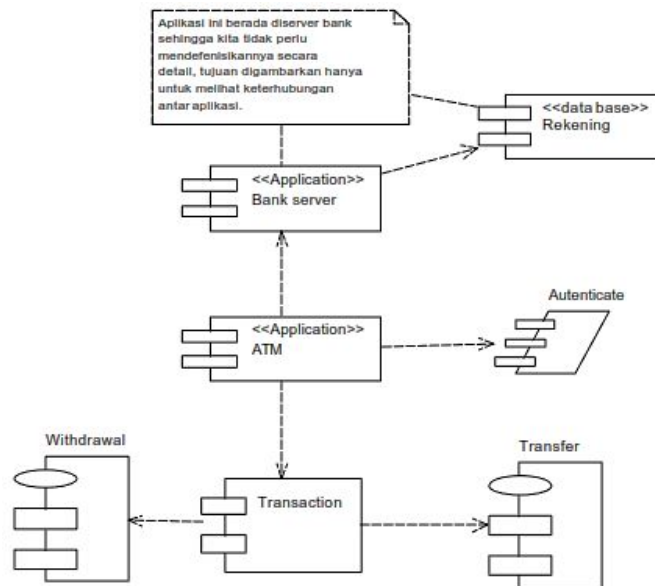 Aplikasi ini berada diserver bank
sehingga kita tidak perlu
mendefenisikannya secara
detail, tujuan digambarkan hanya
untuk melihat keterhubungan
antar aplikasi.
<<data base>>
Rekening
<<Application>>
Bank server
<<Application>>
ATM
Autenticate
Withdrawal
Transaction
Transfer